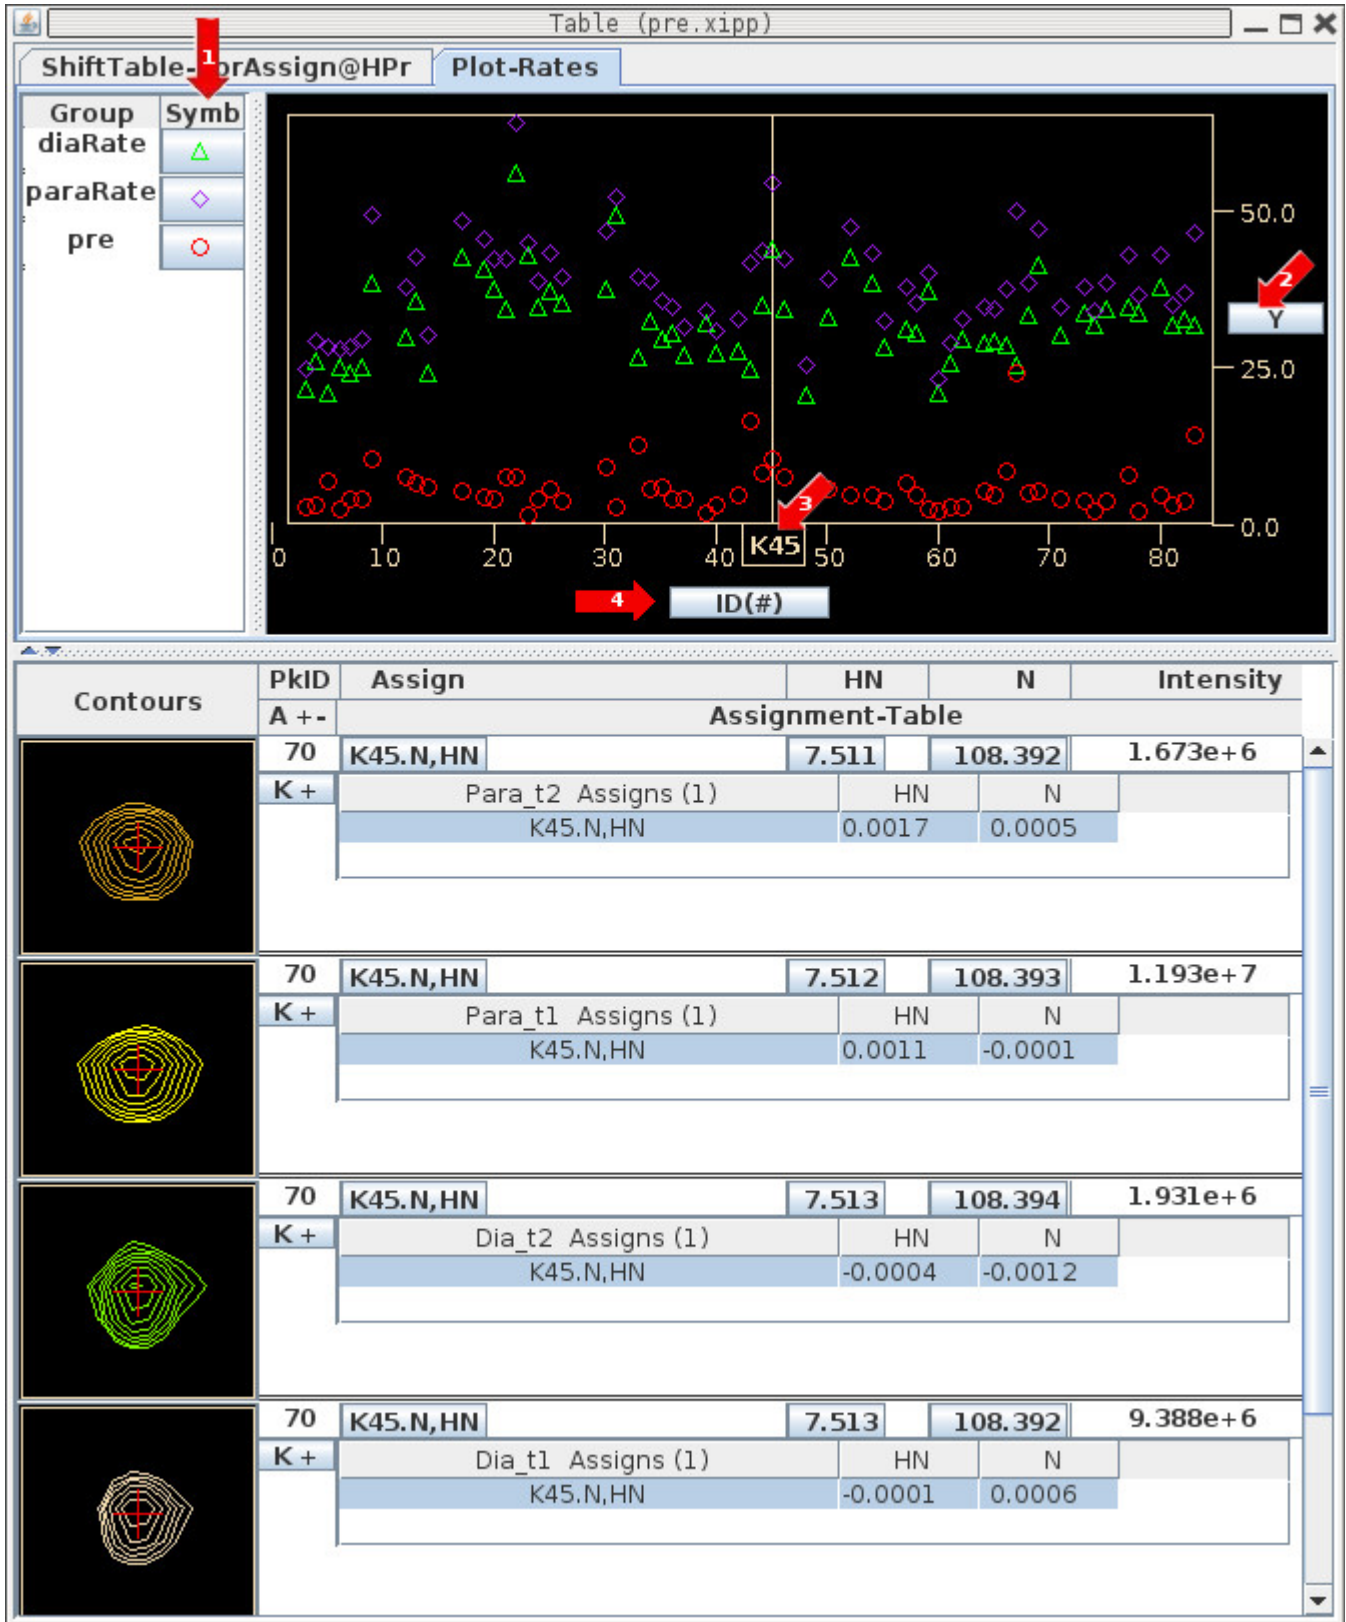 Table (pre.xipp)
ShiftTable- orAssign@HPr
Plot-Rates
1
Group Symb
diaRate
paraRate
pre
50.0
2
Y
25.0
3
0.0
0 10 20 30 40 K45 50 60 70 80
4 ID(#)
Contours PkID Assign HN N Intensity
A +- Assignment-Table
70 K45.N,HN 7.511 108.392 1.673e+6
K + Para_t2 Assigns (1) HN N
K45.N,HN 0.0017 0.0005
70 K45.N,HN 7.512 108.393 1.193e+7
K + Para_t1 Assigns (1) HN N
K45.N,HN 0.0011 -0.0001
70 K45.N,HN 7.513 108.394 1.931e+6
K + Dia_t2 Assigns (1) HN N
K45.N,HN -0.0004 -0.0012
70 K45.N,HN 7.513 108.392 9.388e+6
K + Dia_t1 Assigns (1) HN N
K45.N,HN -0.0001 0.0006